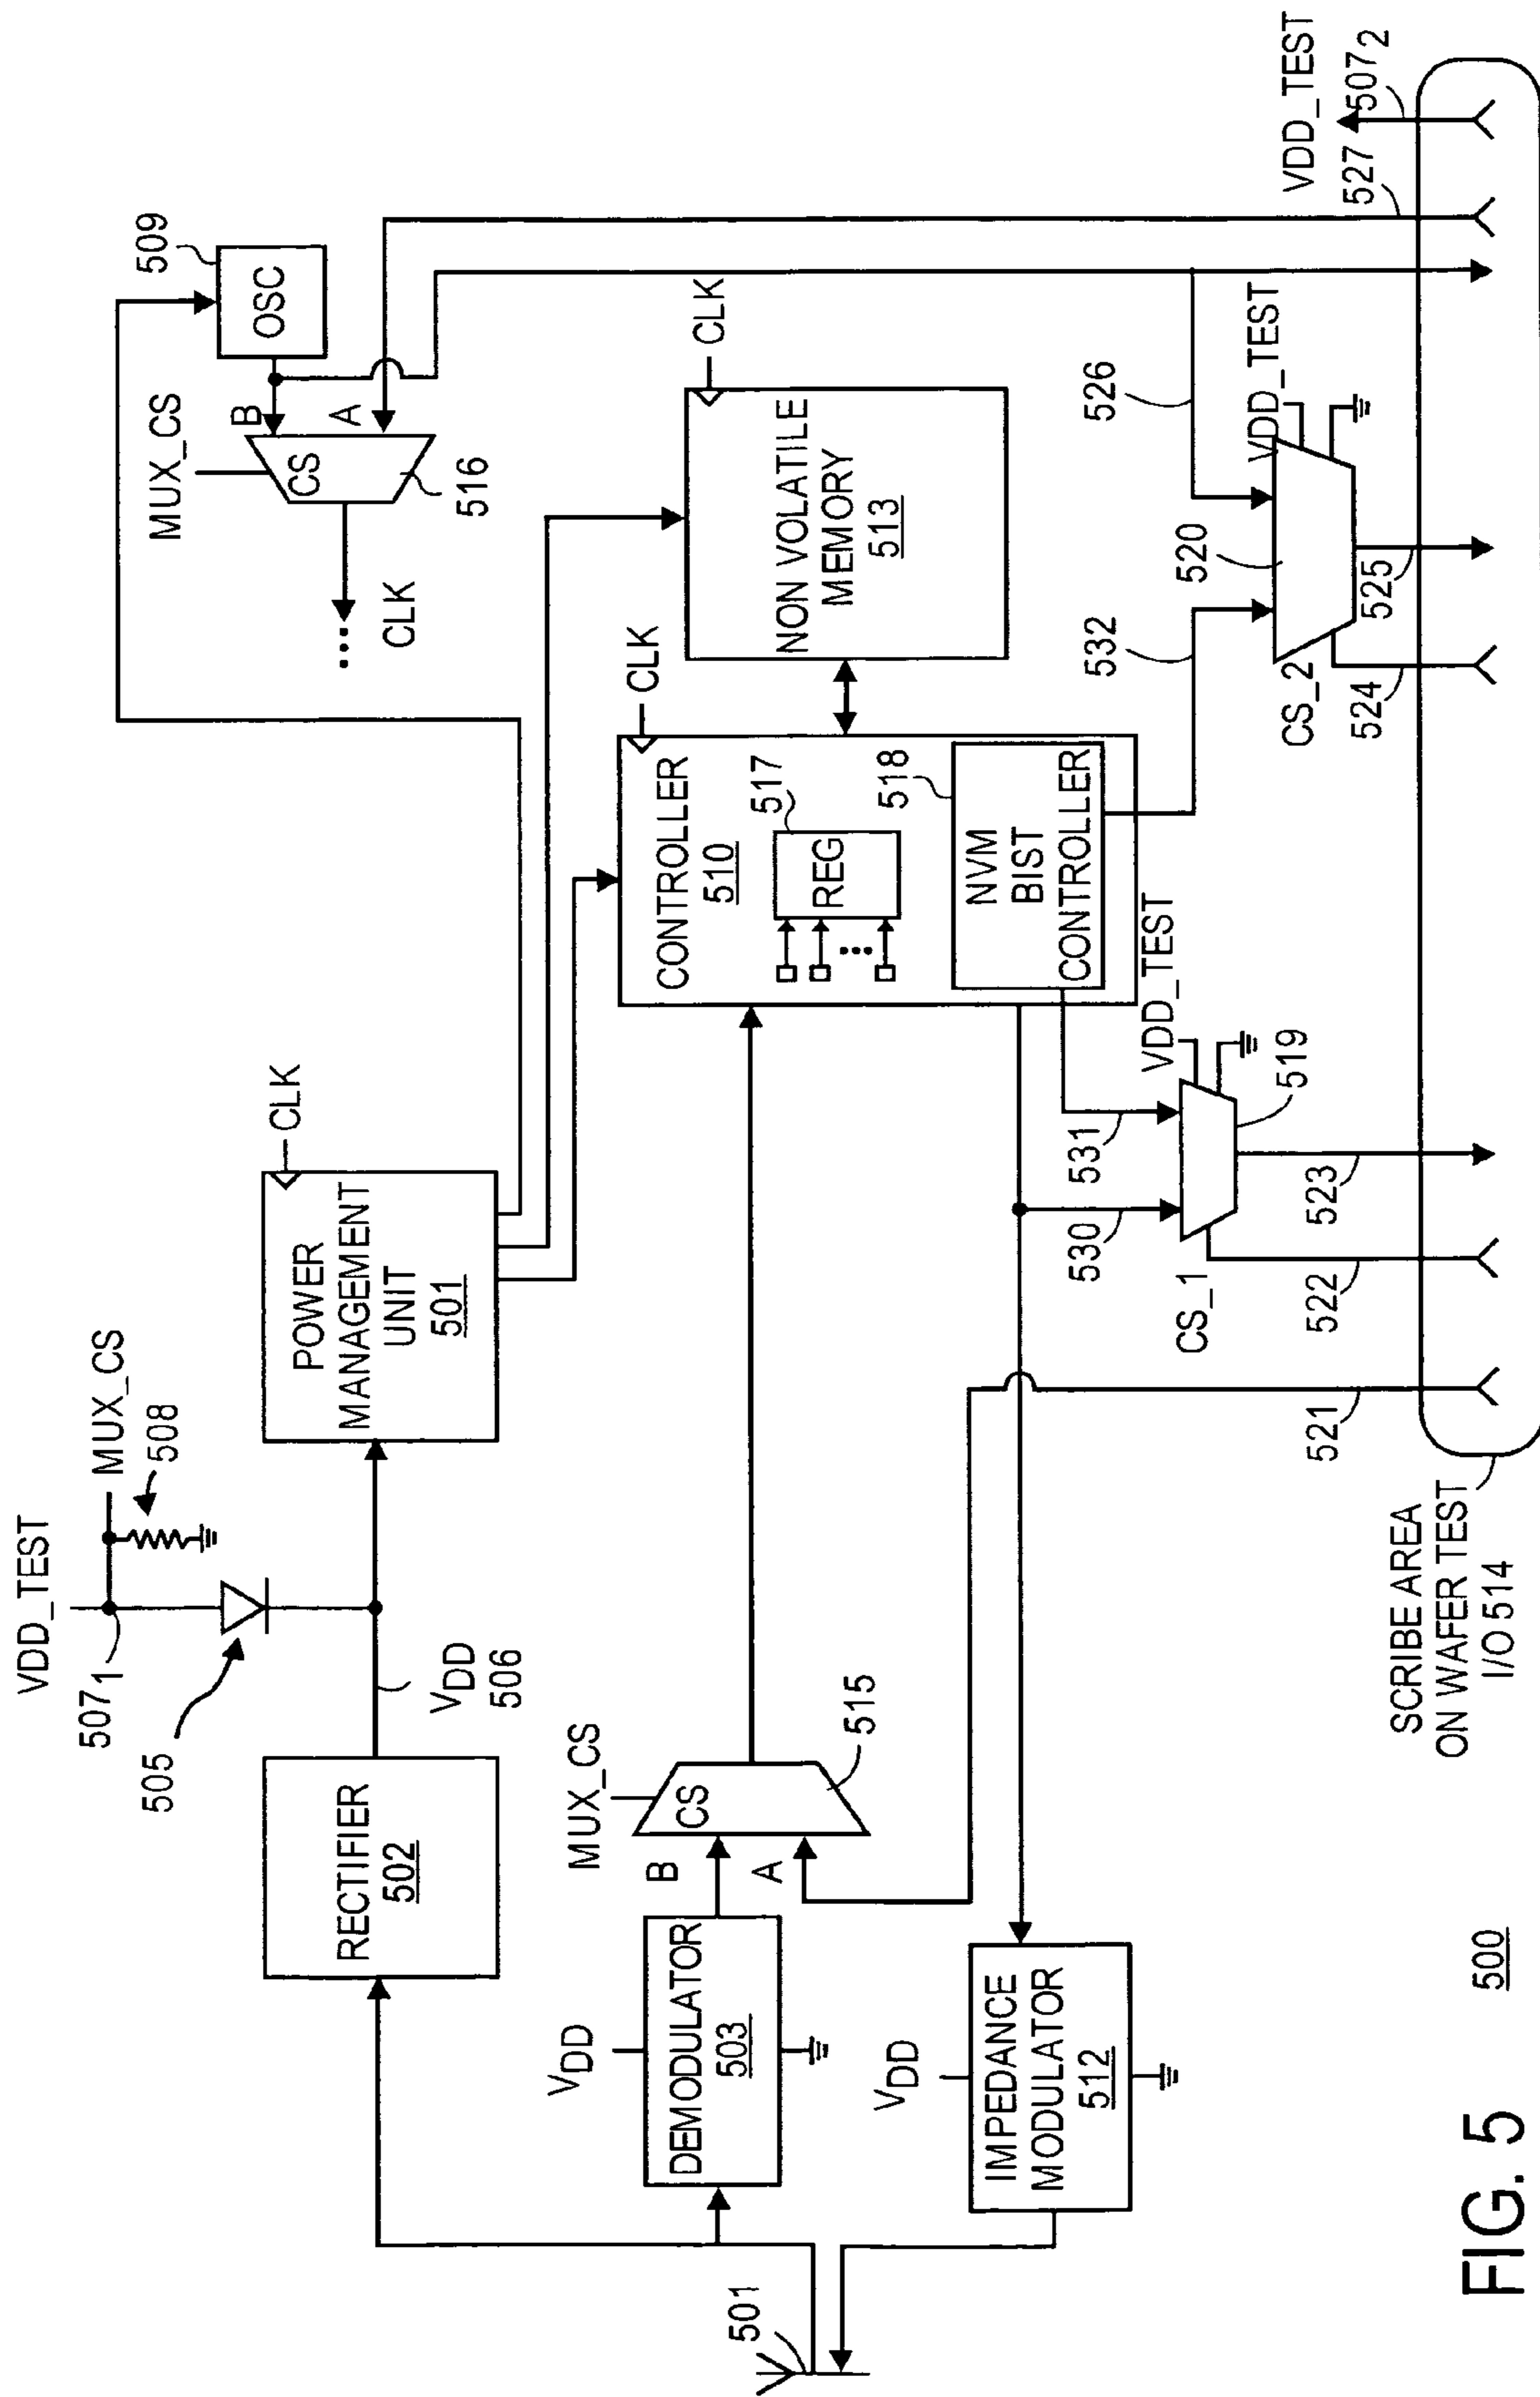 VDD_TEST
507₁
MUX_CS
508
505
RECTIFIER
502
VDD
506
POWER
MANAGEMENT
UNIT
501
CLK
MUX_CS
OSC
509
B
A
CS
516
CLK
...
VDD
DEMODULATOR
503
B
A
MUX_CS
CS
515
CONTROLLER
510
CLK
REG
517
...
NVM
BIST
CONTROLLER
518
NON VOLATILE
MEMORY
513
CLK
501
VDD
IMPEDANCE
MODULATOR
512
530
531
VDD_TEST
CS_1
519
532
526
VDD_TEST
520
CS_2
521
522
523
524
525
527
VDD_TEST
507₂
SCRIBE AREA
ON WAFER TEST
I/O 514
500
FIG. 5